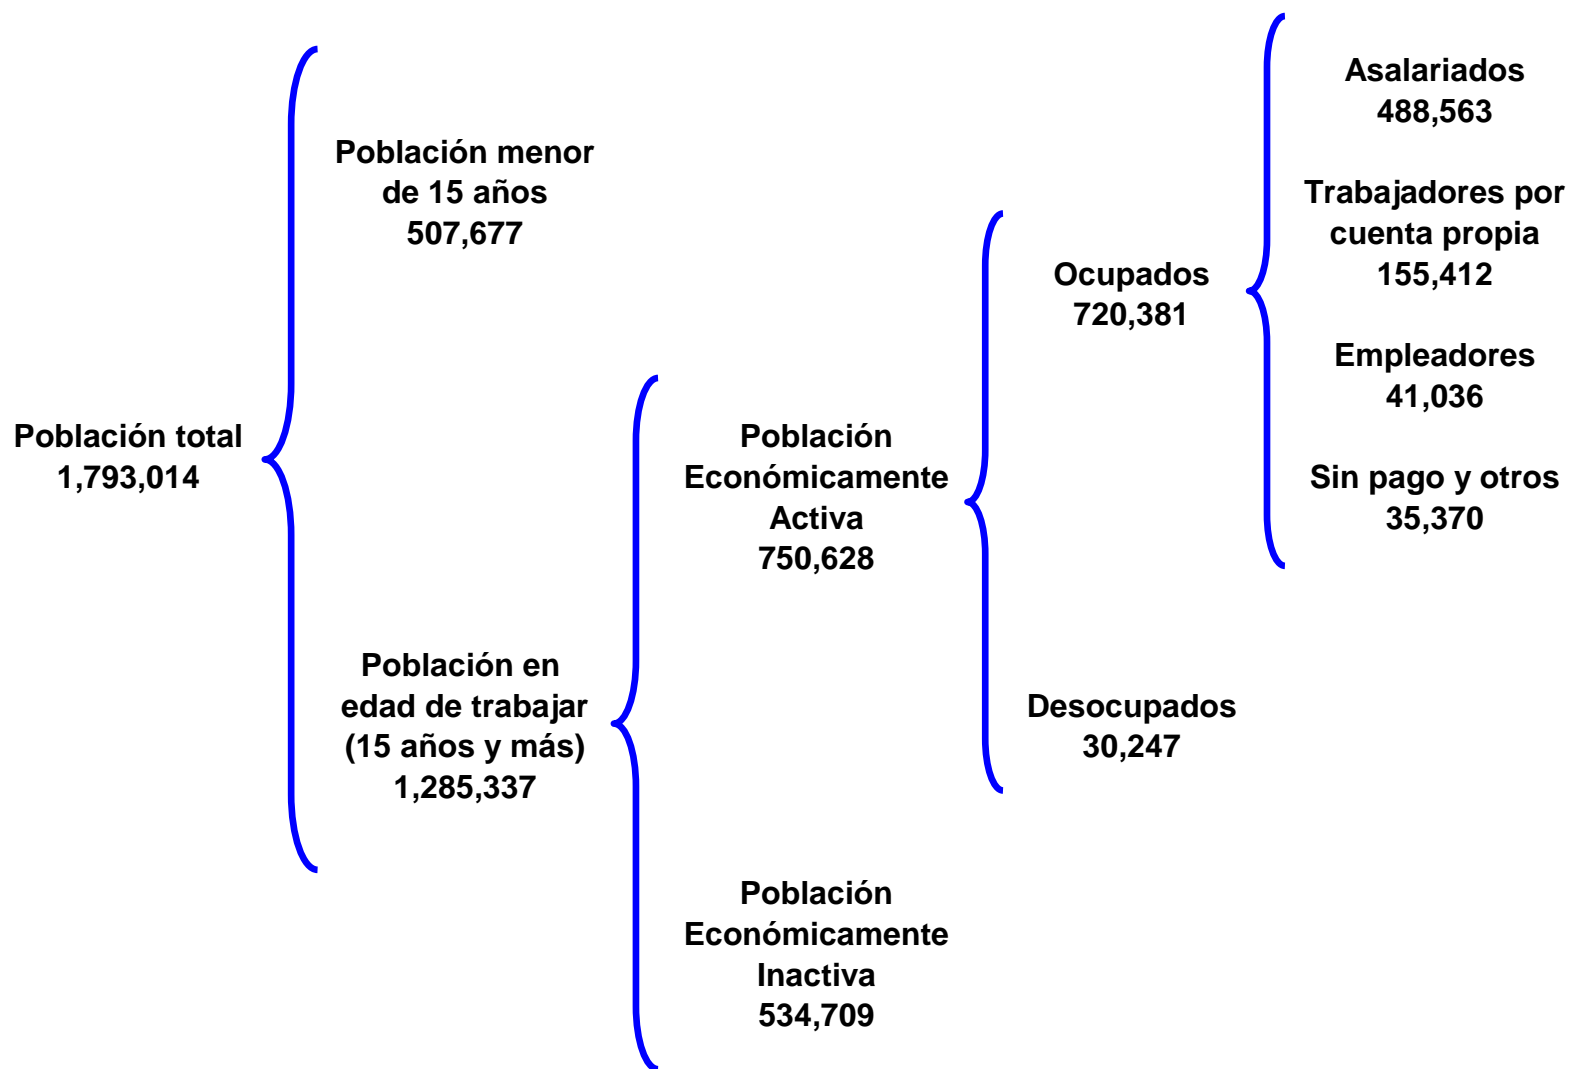 Población total
1,793,014
Población menor
de 15 años
507,677
Población en
edad de trabajar
(15 años y más)
1,285,337
Población
Económicamente
Activa
750,628
Población
Económicamente
Inactiva
534,709
Ocupados
720,381
Desocupados
30,247
Asalariados
488,563
Trabajadores por
cuenta propia
155,412
Empleadores
41,036
Sin pago y otros
35,370